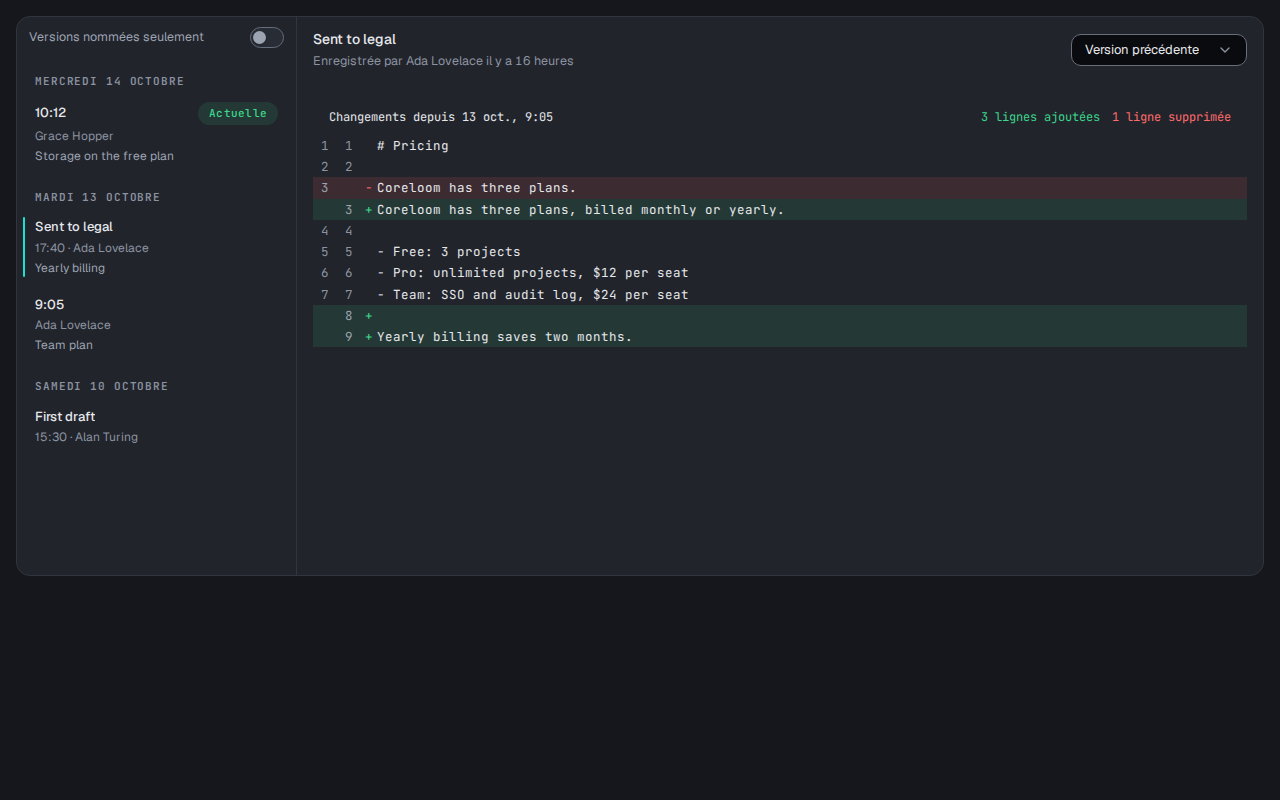 Versions nommées seulement
MERCREDI 14 OCTOBRE
10:12 Actuelle
Grace Hopper
Storage on the free plan
MARDI 13 OCTOBRE
Sent to legal
17:40 · Ada Lovelace
Yearly billing
9:05
Ada Lovelace
Team plan
SAMEDI 10 OCTOBRE
First draft
15:30 · Alan Turing
Sent to legal
Enregistrée par Ada Lovelace il y a 16 heures
Version précédente
Changements depuis 13 oct., 9:05 3 lignes ajoutées 1 ligne supprimée
1 1 # Pricing
2 2
3 - Coreloom has three plans.
3 + Coreloom has three plans, billed monthly or yearly.
4 4
5 5 - Free: 3 projects
6 6 - Pro: unlimited projects, $12 per seat
7 7 - Team: SSO and audit log, $24 per seat
8 +
9 + Yearly billing saves two months.